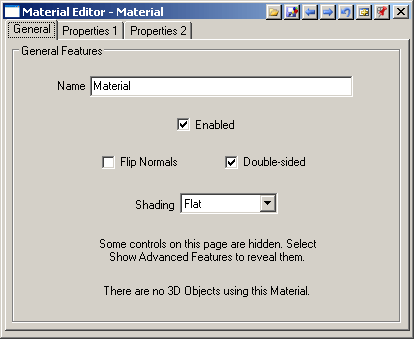 Material Editor - Material
General Properties 1 Properties 2
General Features
Name Material
Enabled
Flip Normals Double-sided
Shading Flat
Some controls on this page are hidden. Select
Show Advanced Features to reveal them.
There are no 3D Objects using this Material.